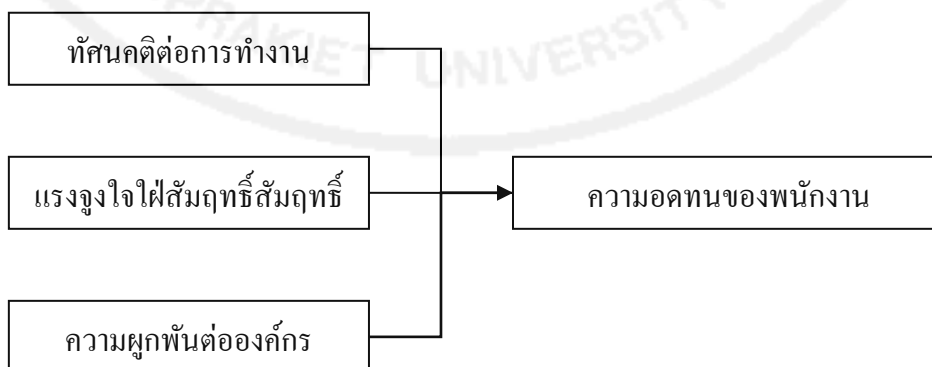 PRAKIET UNIVERSITY
ทัศนคติต่อการทำงาน
แรงจูงใจใฝ่สัมฤทธิ์สัมฤทธิ์
ความอดทนของพนักงาน
ความผูกพันต่อองค์กร